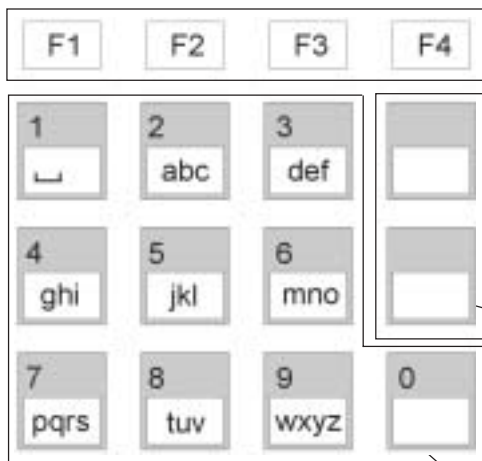 F1 F2 F3 F4
1 2 3
␣ abc def
4 5 6
ghi jkl mno
7 8 9 0
pqrs tuv wxyz